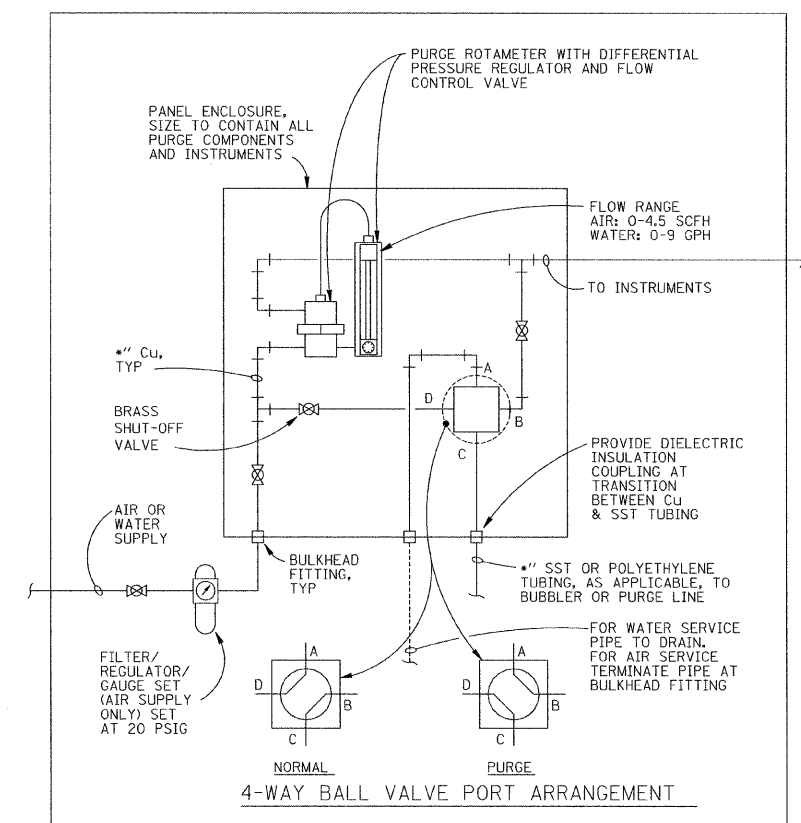 PURGE ROTAMETER WITH DIFFERENTIAL
PRESSURE REGULATOR AND FLOW
CONTROL VALVE
PANEL ENCLOSURE,
SIZE TO CONTAIN ALL
PURGE COMPONENTS
AND INSTRUMENTS
FLOW RANGE
AIR: 0-4.5 SCFH
WATER: 0-9 GPH
TO INSTRUMENTS
*" Cu,
TYP
A
D
B
C
BRASS
SHUT-OFF
VALVE
PROVIDE DIELECTRIC
INSULATION
COUPLING AT
TRANSITION
BETWEEN Cu
& SST TUBING
AIR OR
WATER
SUPPLY
BULKHEAD
FITTING,
TYP
*" SST OR POLYETHYLENE
TUBING, AS APPLICABLE, TO
BUBBLER OR PURGE LINE
FOR WATER SERVICE
PIPE TO DRAIN.
FOR AIR SERVICE
TERMINATE PIPE AT
BULKHEAD FITTING
FILTER/
REGULATOR/
GAUGE SET
(AIR SUPPLY
ONLY) SET
AT 20 PSIG
A
D
B
C
A
D
B
C
NORMAL
PURGE
4-WAY BALL VALVE PORT ARRANGEMENT